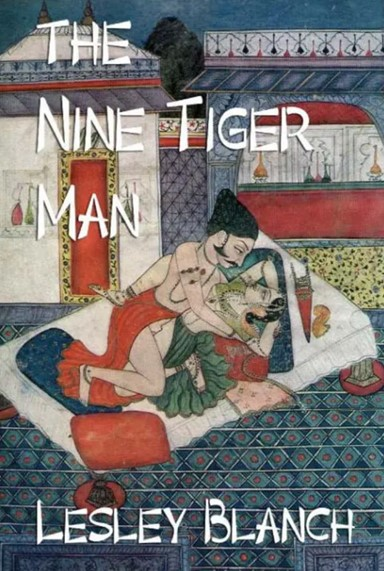 THE
NINE TIGER
MAN
LESLEY BLANCH